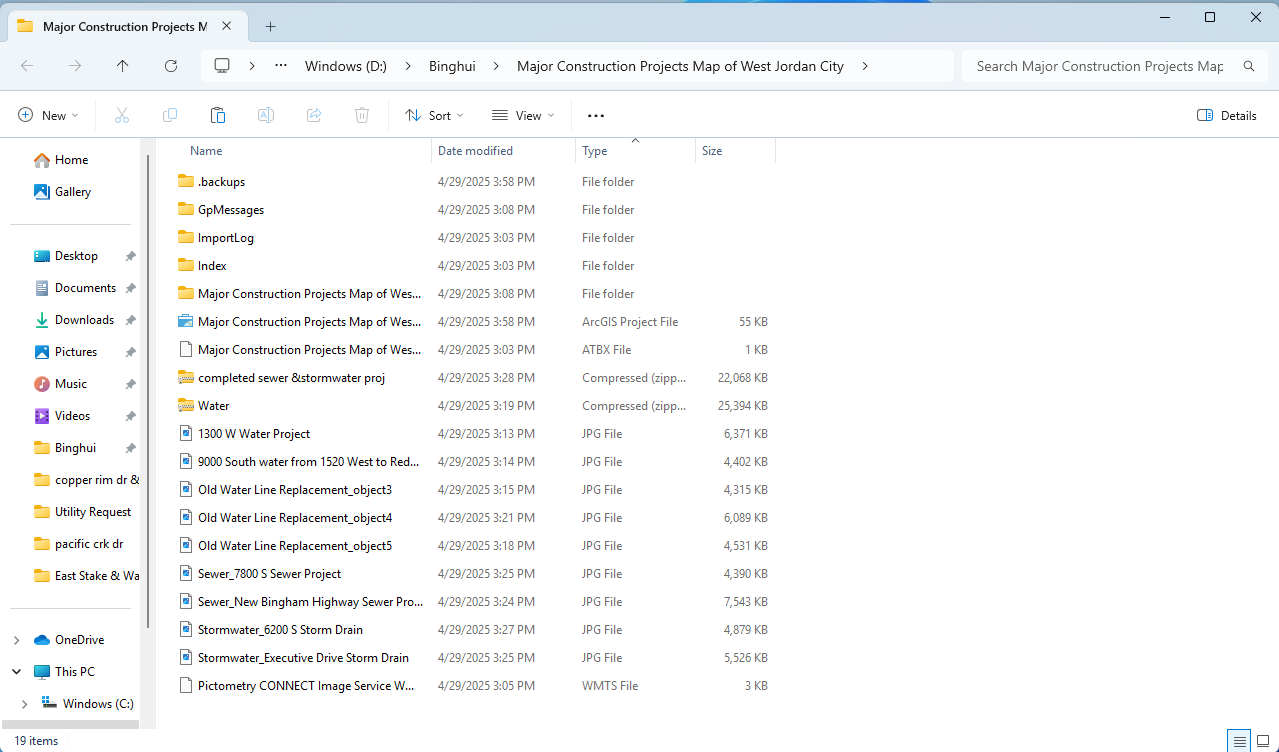 Major Construction Projects M
Windows (D:) Binghui Major Construction Projects Map of West Jordan City
Search Major Construction Projects Map
New Sort View Details
Name Date modified Type Size
Home
Gallery
Desktop
Documents
Downloads
Pictures
Music
Videos
Binghui
copper rim dr &
Utility Request
pacific crk dr
East Stake & Wa
OneDrive
This PC
Windows (C:)
.backups 4/29/2025 3:58 PM File folder
GpMessages 4/29/2025 3:08 PM File folder
ImportLog 4/29/2025 3:03 PM File folder
Index 4/29/2025 3:03 PM File folder
Major Construction Projects Map of Wes... 4/29/2025 3:08 PM File folder
Major Construction Projects Map of Wes... 4/29/2025 3:58 PM ArcGIS Project File 55 KB
Major Construction Projects Map of Wes... 4/29/2025 3:03 PM ATBX File 1 KB
completed sewer &stormwater proj 4/29/2025 3:28 PM Compressed (zipp... 22,068 KB
Water 4/29/2025 3:19 PM Compressed (zipp... 25,394 KB
1300 W Water Project 4/29/2025 3:13 PM JPG File 6,371 KB
9000 South water from 1520 West to Red... 4/29/2025 3:14 PM JPG File 4,402 KB
Old Water Line Replacement_object3 4/29/2025 3:15 PM JPG File 4,315 KB
Old Water Line Replacement_object4 4/29/2025 3:21 PM JPG File 6,089 KB
Old Water Line Replacement_object5 4/29/2025 3:18 PM JPG File 4,531 KB
Sewer_7800 S Sewer Project 4/29/2025 3:25 PM JPG File 4,390 KB
Sewer_New Bingham Highway Sewer Pro... 4/29/2025 3:24 PM JPG File 7,543 KB
Stormwater_6200 S Storm Drain 4/29/2025 3:27 PM JPG File 4,879 KB
Stormwater_Executive Drive Storm Drain 4/29/2025 3:25 PM JPG File 5,526 KB
Pictometry CONNECT Image Service W... 4/29/2025 3:05 PM WMTS File 3 KB
19 items